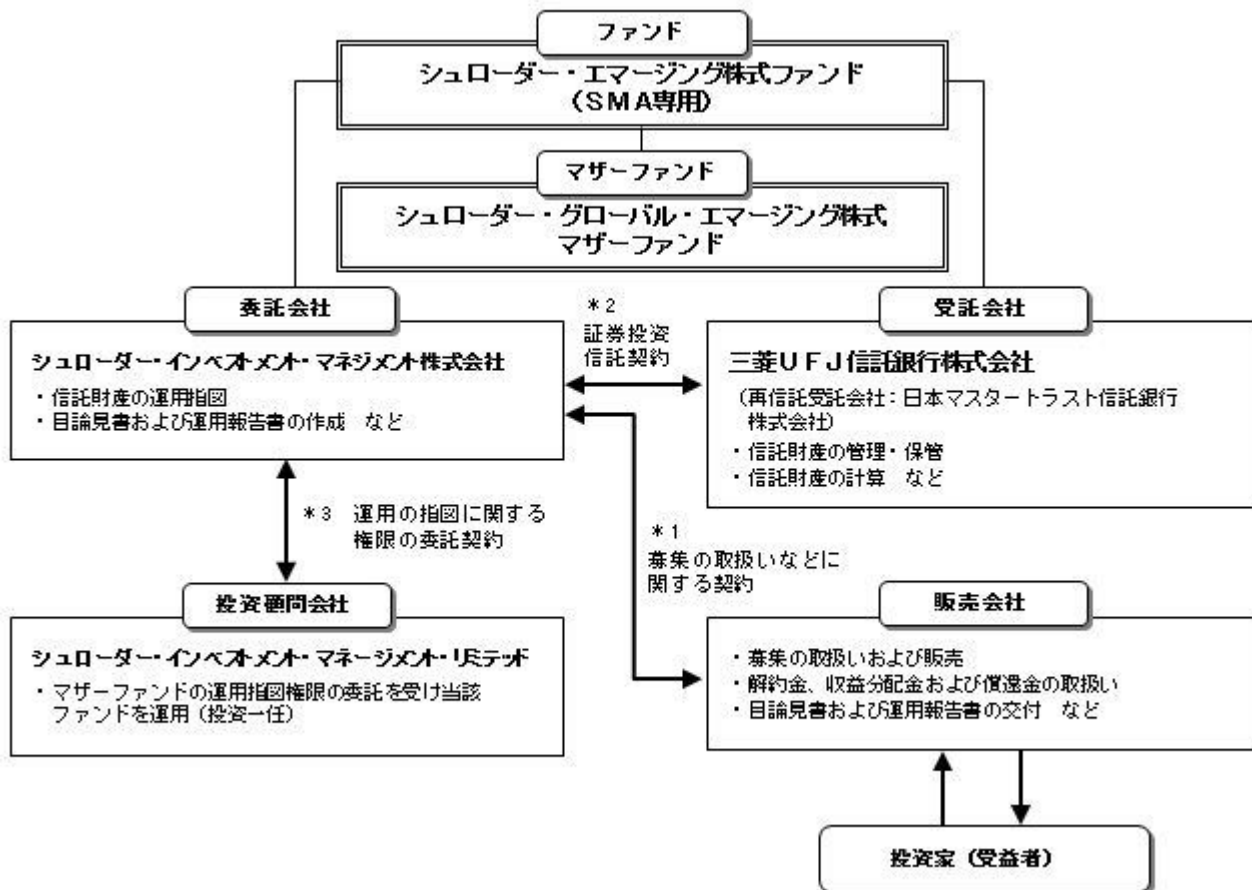 ファンド
シュローダー・エマージング株式ファンド
(SMA専用)
マザーファンド
シュローダー・グローバル・エマージング株式
マザーファンド
委託会社
シュローダー・インベストメント・マネジメント株式会社
・信託財産の運用指図
・目論見書および運用報告書の作成 など
*2
証券投資
信託契約
受託会社
三菱UFJ信託銀行株式会社
(再信託受託会社:日本マスタートラスト信託銀行
株式会社)
・信託財産の管理・保管
・信託財産の計算 など
*3 運用の指図に関する
権限の委託契約
*1
募集の取扱いなどに
関する契約
投資顧問会社
シュローダー・インベストメント・マネージメント・リミテッド
・マザーファンドの運用指図権限の委託を受け当該
ファンドを運用(投資一任)
販売会社
・募集の取扱いおよび販売
・解約金、収益分配金および償還金の取扱い
・目論見書および運用報告書の交付 など
投資家(受益者)